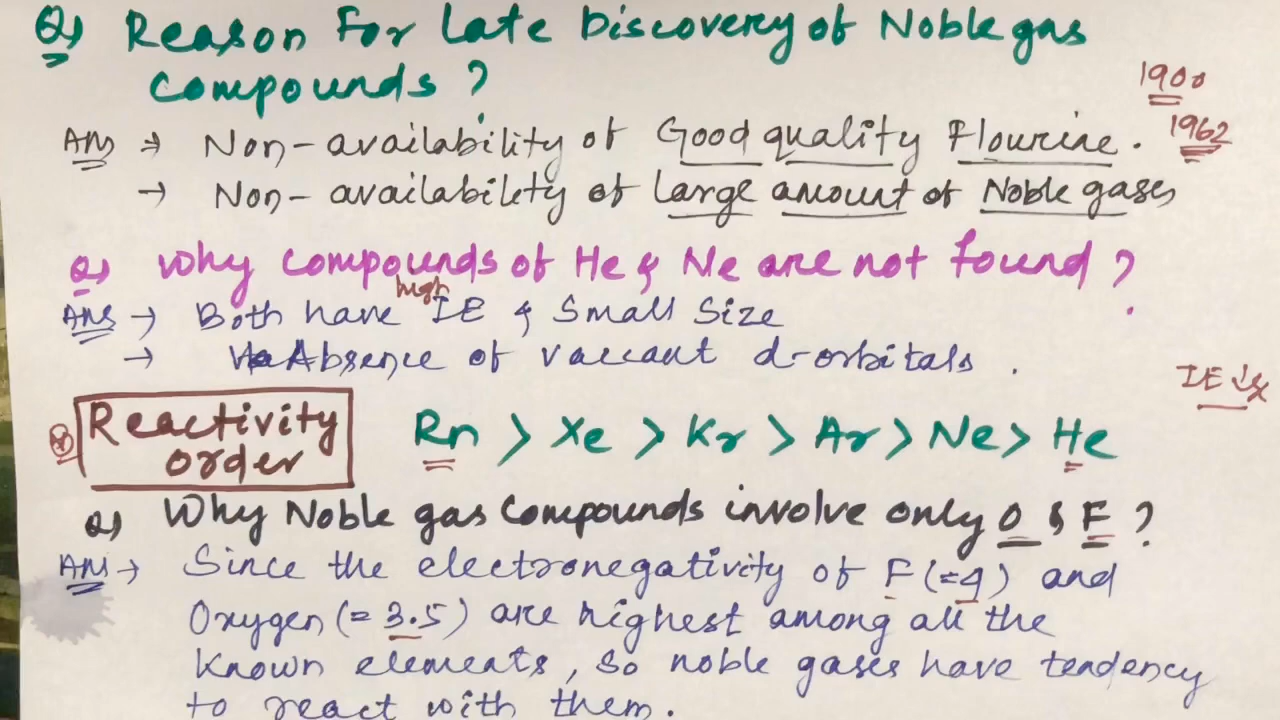 Q) Reason For Late Discovery of Noble gas
Compounds ?
1900
Ans → Non-availability of Good quality Flourine.
1962
→ Non-availability of large amount of Noble gases
Q) Why compounds of He & Ne are not found ?
Ans → Both have high IE & Small Size
→ Absence of vaccant d-orbitals .
IE ↓
Reactivity
order
Rn > Xe > Kr > Ar > Ne > He
Q) Why Noble gas Compounds involve only O & F ?
Ans → Since the electronegativity of F (=4) and
Oxygen (= 3.5) are highest among all the
known elements, So noble gases have tendency
to react with them.